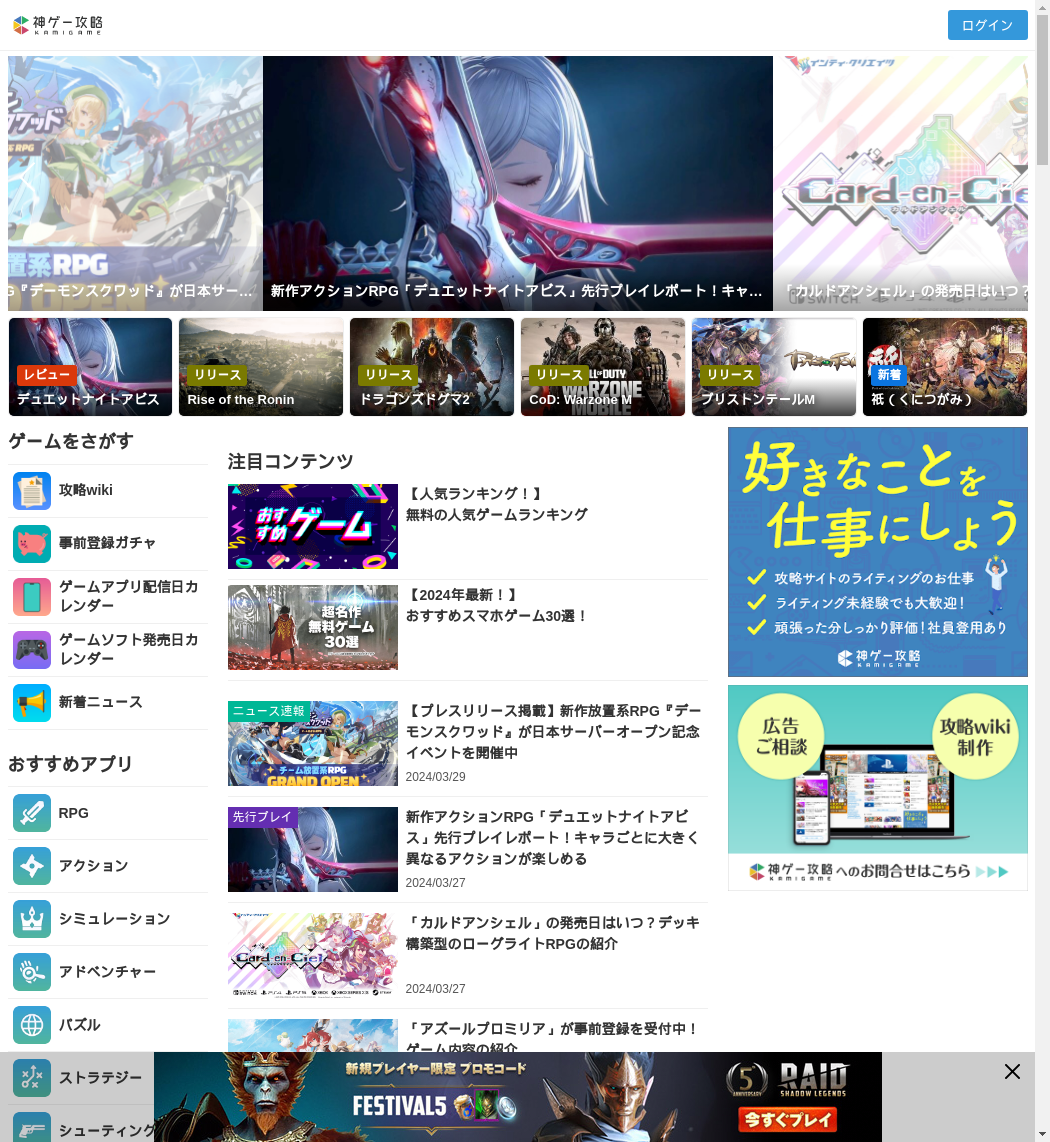 神ゲー攻略
KAMIGAME
ログイン
クワッド
系RPG
置系RPG
G『デーモンスクワッド』が日本サー…
新作アクションRPG「デュエットナイトアビス」先行プレイレポート！キャ…
インティ・クリエイツ
Card-en-Ciel
カルドアンシェル
SWITCH
「カルドアンシェル」の発売日はいつ？
レビュー
デュエットナイトアビス
リリース
Rise of the Ronin
リリース
ドラゴンズドグマ2
リリース
CALL OF DUTY
WARZONE
MOBILE
CoD: Warzone M
リリース
ブリストンテールM
新着
祇（くにつがみ）
ゲームをさがす
攻略wiki
事前登録ガチャ
ゲームアプリ配信日カ
レンダー
ゲームソフト発売日カ
レンダー
新着ニュース
おすすめアプリ
RPG
アクション
シミュレーション
アドベンチャー
パズル
ストラテジー
シューティング
注目コンテンツ
おす
すめ
ゲーム
【人気ランキング！】
無料の人気ゲームランキング
超名作
無料ゲーム
30選
【2024年最新！】
おすすめスマホゲーム30選！
ニュース速報
クワッド
チーム放置系RPG
GRAND OPEN
【プレスリリース掲載】新作放置系RPG『デー
モンスクワッド』が日本サーバーオープン記念
イベントを開催中
2024/03/29
先行プレイ
新作アクションRPG「デュエットナイトアビ
ス」先行プレイレポート！キャラごとに大きく
異なるアクションが楽しめる
2024/03/27
Card-en-Ciel
「カルドアンシェル」の発売日はいつ？デッキ
構築型のローグライトRPGの紹介
2024/03/27
「アズールプロミリア」が事前登録を受付中！
ゲーム内容の紹介
好きなことを
仕事にしよう
攻略サイトのライティングのお仕事
ライティング未経験でも大歓迎！
頑張った分しっかり評価！社員登用あり
神ゲー攻略
KAMIGAME
広告
ご相談
攻略wiki
制作
神ゲー攻略
KAMIGAME
へのお問合せはこちら
新規プレイヤー限定 プロモコード
FESTIVAL5
5
ANNIVERSARY
RAID
SHADOW LEGENDS
今すぐプレイ